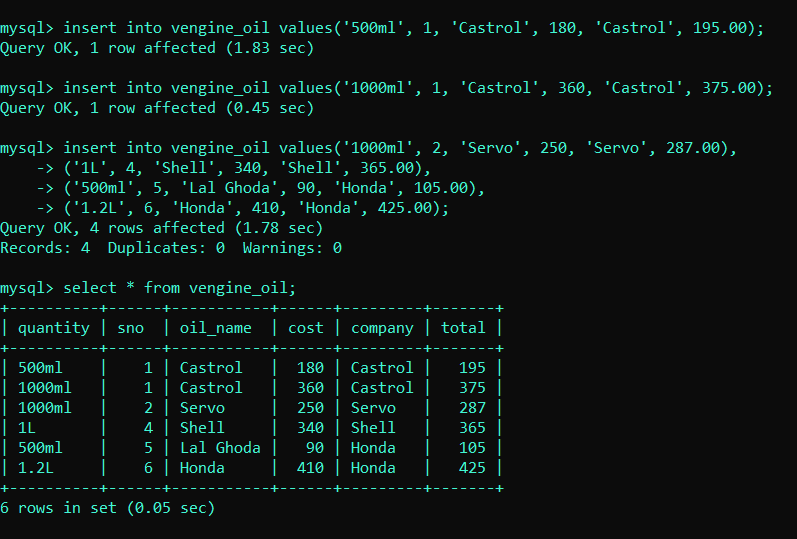 mysql> insert into vengine_oil values('500ml', 1, 'Castrol', 180, 'Castrol', 195.00);
Query OK, 1 row affected (1.83 sec)

mysql> insert into vengine_oil values('1000ml', 1, 'Castrol', 360, 'Castrol', 375.00);
Query OK, 1 row affected (0.45 sec)

mysql> insert into vengine_oil values('1000ml', 2, 'Servo', 250, 'Servo', 287.00),
    -> ('1L', 4, 'Shell', 340, 'Shell', 365.00),
    -> ('500ml', 5, 'Lal Ghoda', 90, 'Honda', 105.00),
    -> ('1.2L', 6, 'Honda', 410, 'Honda', 425.00);
Query OK, 4 rows affected (1.78 sec)
Records: 4  Duplicates: 0  Warnings: 0

mysql> select * from vengine_oil;
+----------+------+-----------+------+---------+-------+
| quantity | sno  | oil_name  | cost | company | total |
+----------+------+-----------+------+---------+-------+
| 500ml    |    1 | Castrol   |  180 | Castrol |   195 |
| 1000ml   |    1 | Castrol   |  360 | Castrol |   375 |
| 1000ml   |    2 | Servo     |  250 | Servo   |   287 |
| 1L       |    4 | Shell     |  340 | Shell   |   365 |
| 500ml    |    5 | Lal Ghoda |   90 | Honda   |   105 |
| 1.2L     |    6 | Honda     |  410 | Honda   |   425 |
+----------+------+-----------+------+---------+-------+
6 rows in set (0.05 sec)